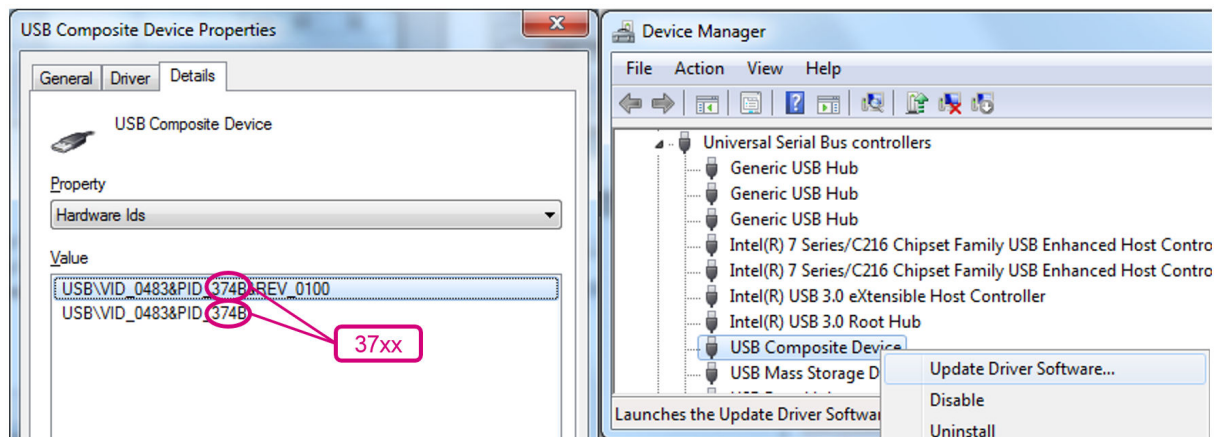 USB Composite Device Properties
General Driver Details
USB Composite Device
Property
Hardware Ids
Value
USB\VID_0483&PID_374B&REV_0100
USB\VID_0483&PID_374B
37xx
Device Manager
File Action View Help
Universal Serial Bus controllers
Generic USB Hub
Generic USB Hub
Generic USB Hub
Intel(R) 7 Series/C216 Chipset Family USB Enhanced Host Contro
Intel(R) 7 Series/C216 Chipset Family USB Enhanced Host Contro
Intel(R) USB 3.0 eXtensible Host Controller
Intel(R) USB 3.0 Root Hub
USB Composite Device
USB Mass Storage D
Launches the Update Driver Softwar
Update Driver Software...
Disable
Uninstall